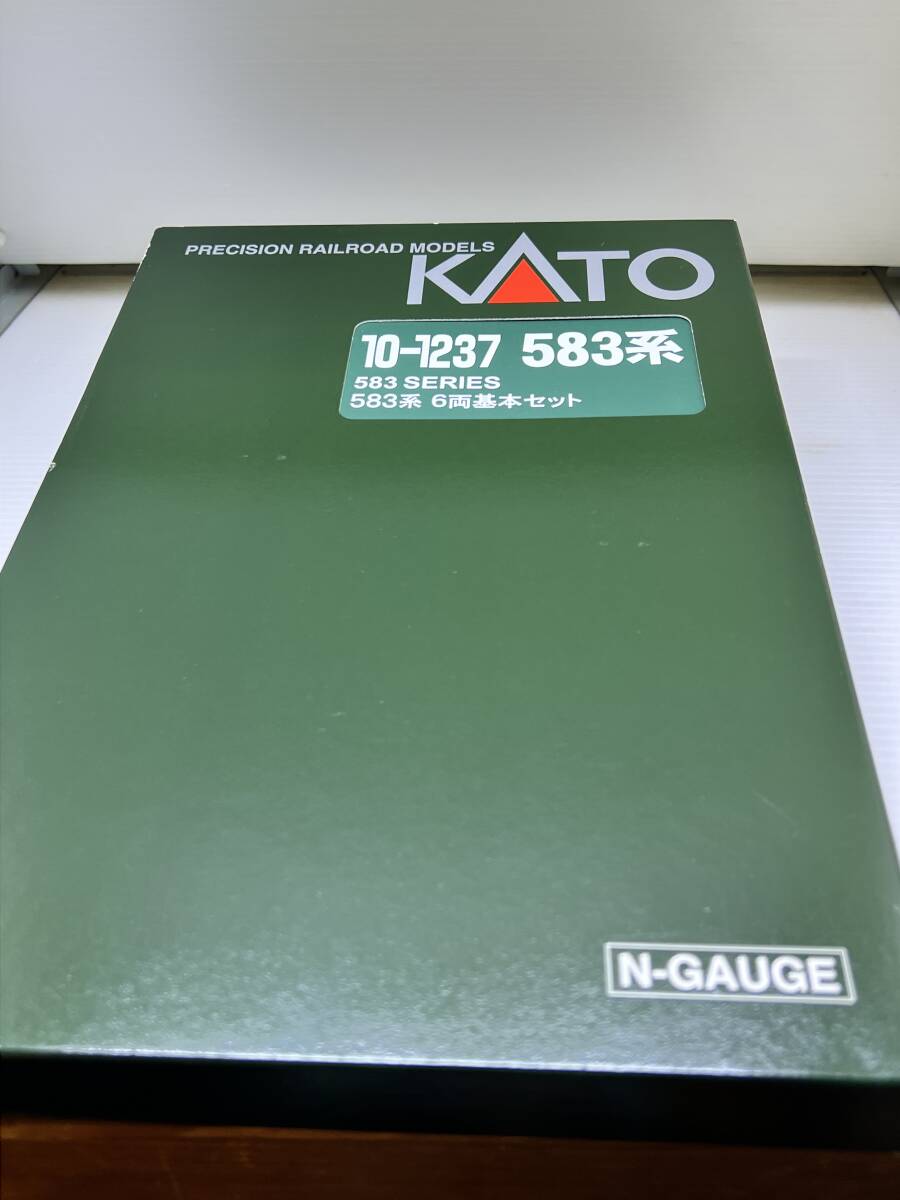 PRECISION RAILROAD MODELS
KATO
10-1237 583系
583 SERIES
583系 6両基本セット
N-GAUGE